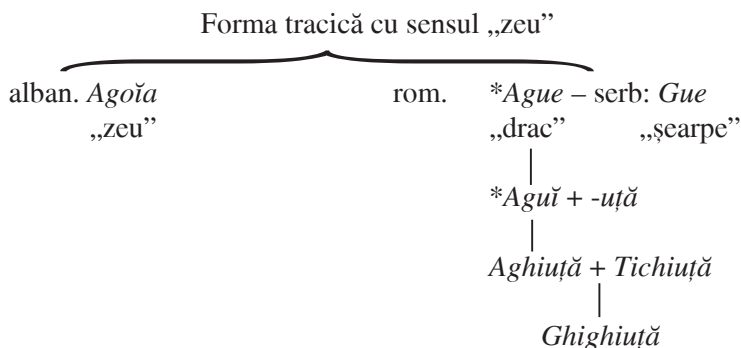 Forma tracică cu sensul „zeu”
alban. Agoĭa rom. *Ague – serb: Gue
„zeu” „drac” „șearpe”
*Aguĭ + -uță
Aghiuță + Tichiuță
Ghighiuță